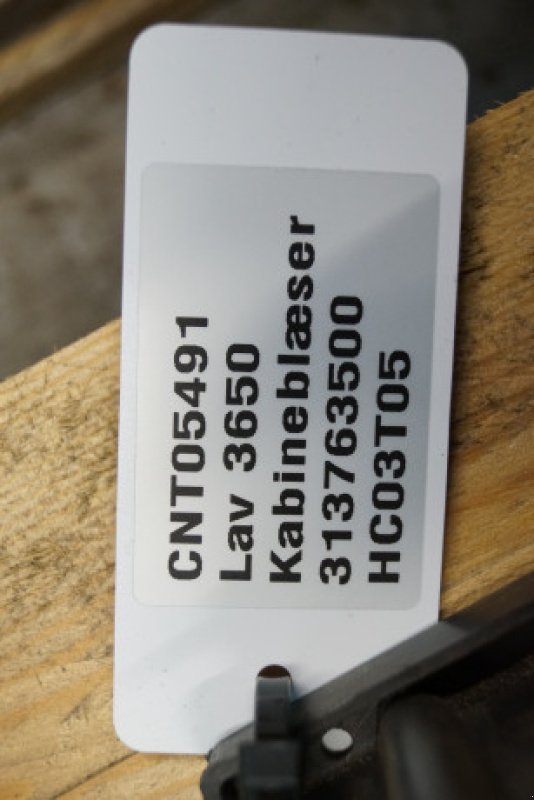 CNT05491
Lav 3650
Kabineblæser
313763500
HC03T05